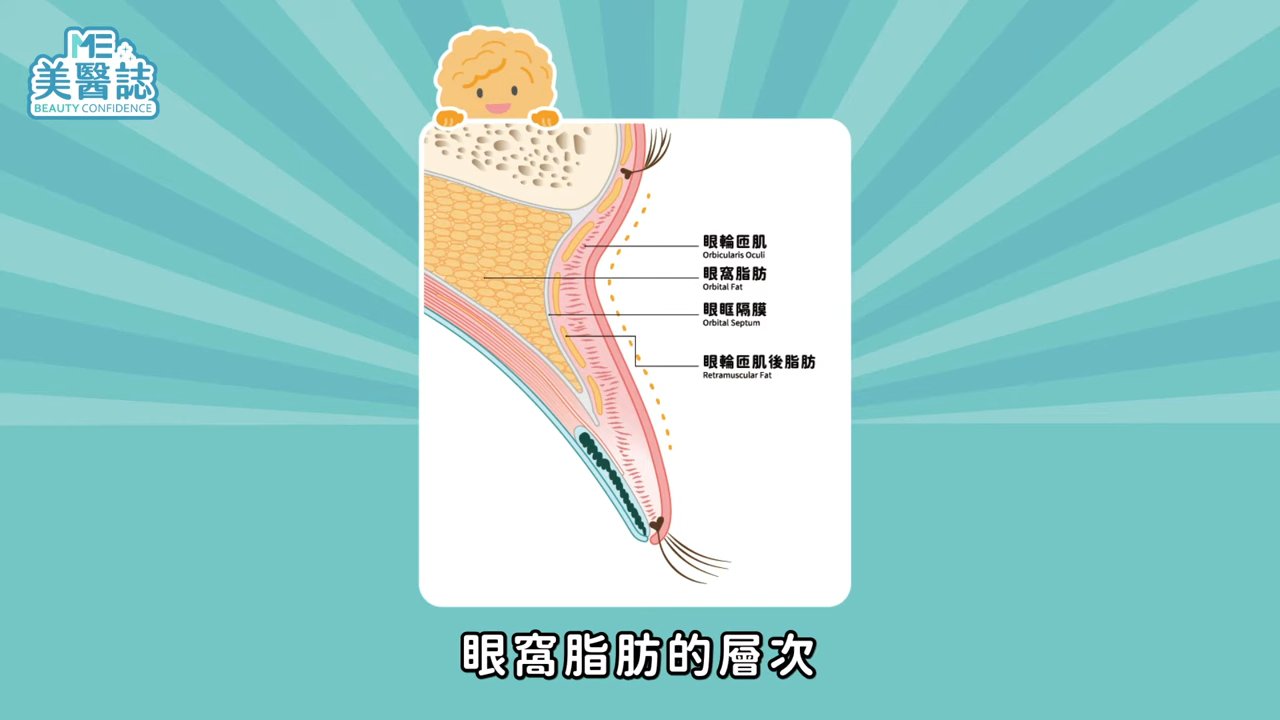 ME
美醫誌
BEAUTY CONFIDENCE
眼輪匝肌
Orbicularis Oculi
眼窩脂肪
Orbital Fat
眼眶隔膜
Orbital Septum
眼輪匝肌後脂肪
Retramuscular Fat
眼窩脂肪的層次